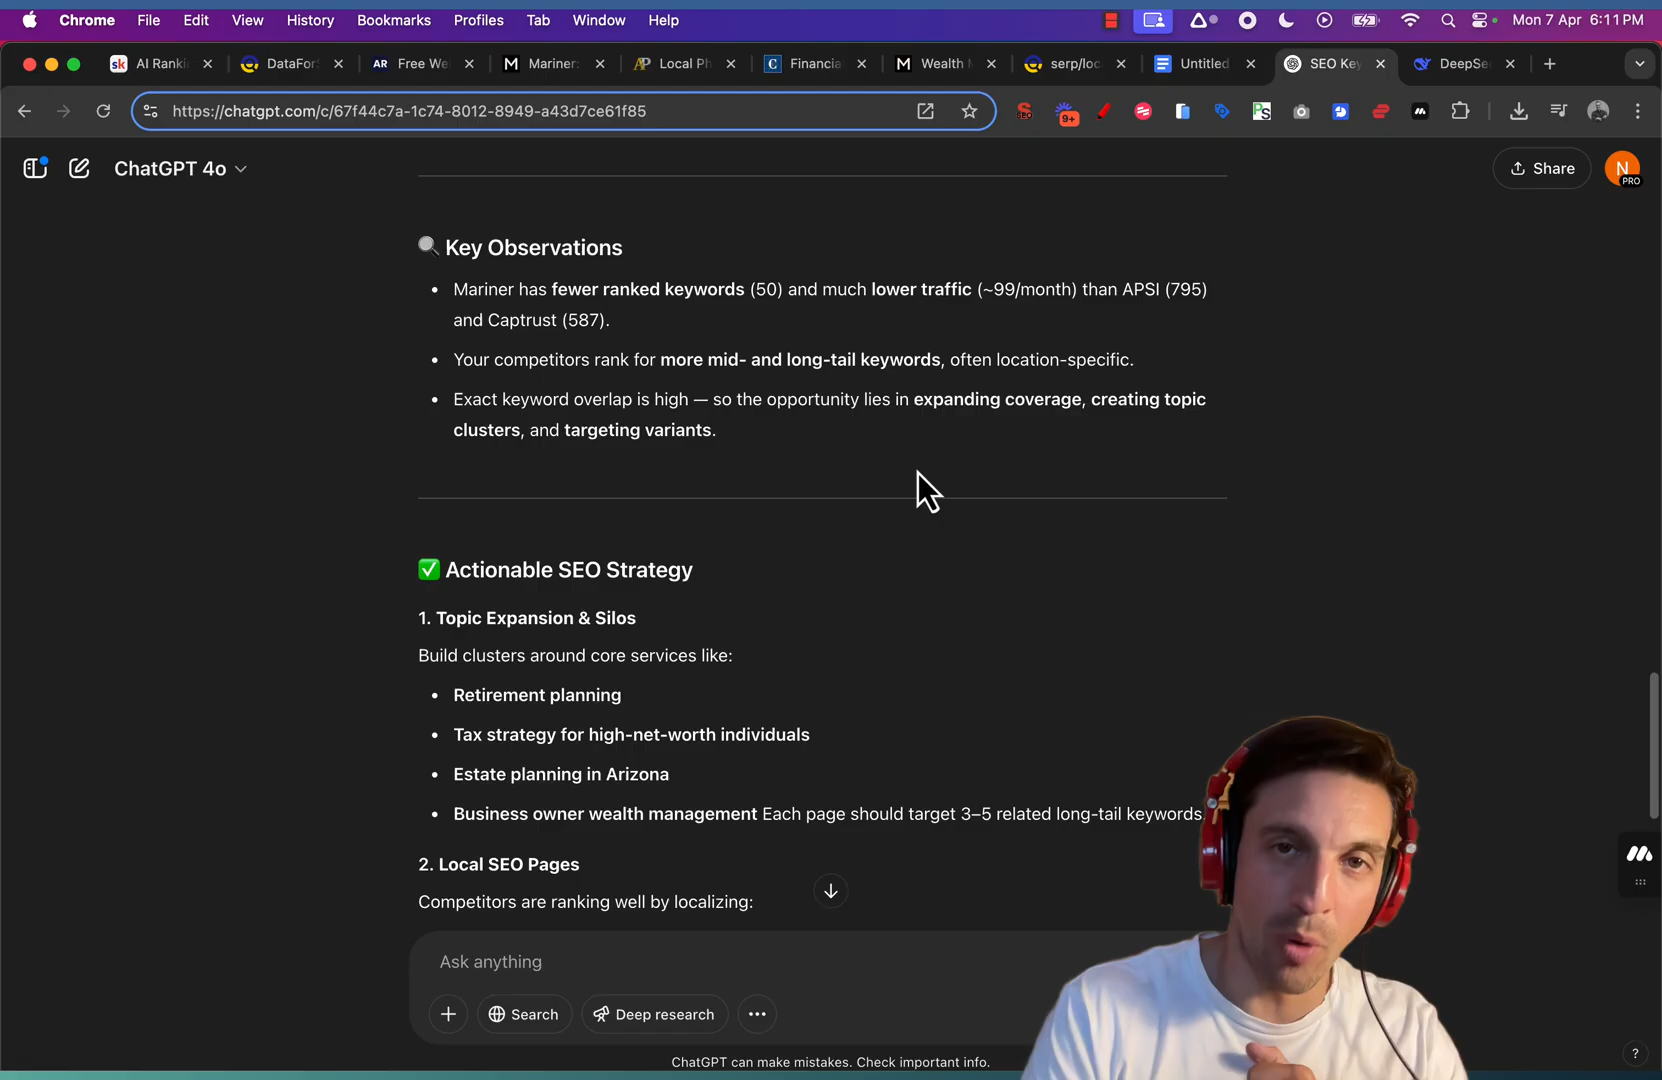 Chrome File Edit View History Bookmarks Profiles Tab Window Help Mon 7 Apr 6:11 PM
sk AI Ranki DataForS AR Free We M Mariner: AP Local Ph C Financia M Wealth M serp/loc Untitled SEO Key DeepSe
https://chatgpt.com/c/67f44c7a-1c74-8012-8949-a43d7ce61f85 SEO 9+
ChatGPT 4o Share N
PRO
Key Observations
• Mariner has fewer ranked keywords (50) and much lower traffic (~99/month) than APSI (795)
and Captrust (587).
• Your competitors rank for more mid- and long-tail keywords, often location-specific.
• Exact keyword overlap is high — so the opportunity lies in expanding coverage, creating topic
clusters, and targeting variants.
Actionable SEO Strategy
1. Topic Expansion & Silos
Build clusters around core services like:
• Retirement planning
• Tax strategy for high-net-worth individuals
• Estate planning in Arizona
• Business owner wealth management Each page should target 3–5 related long-tail keywords
2. Local SEO Pages
Competitors are ranking well by localizing:
Ask anything
Search Deep research
ChatGPT can make mistakes. Check important info.
?